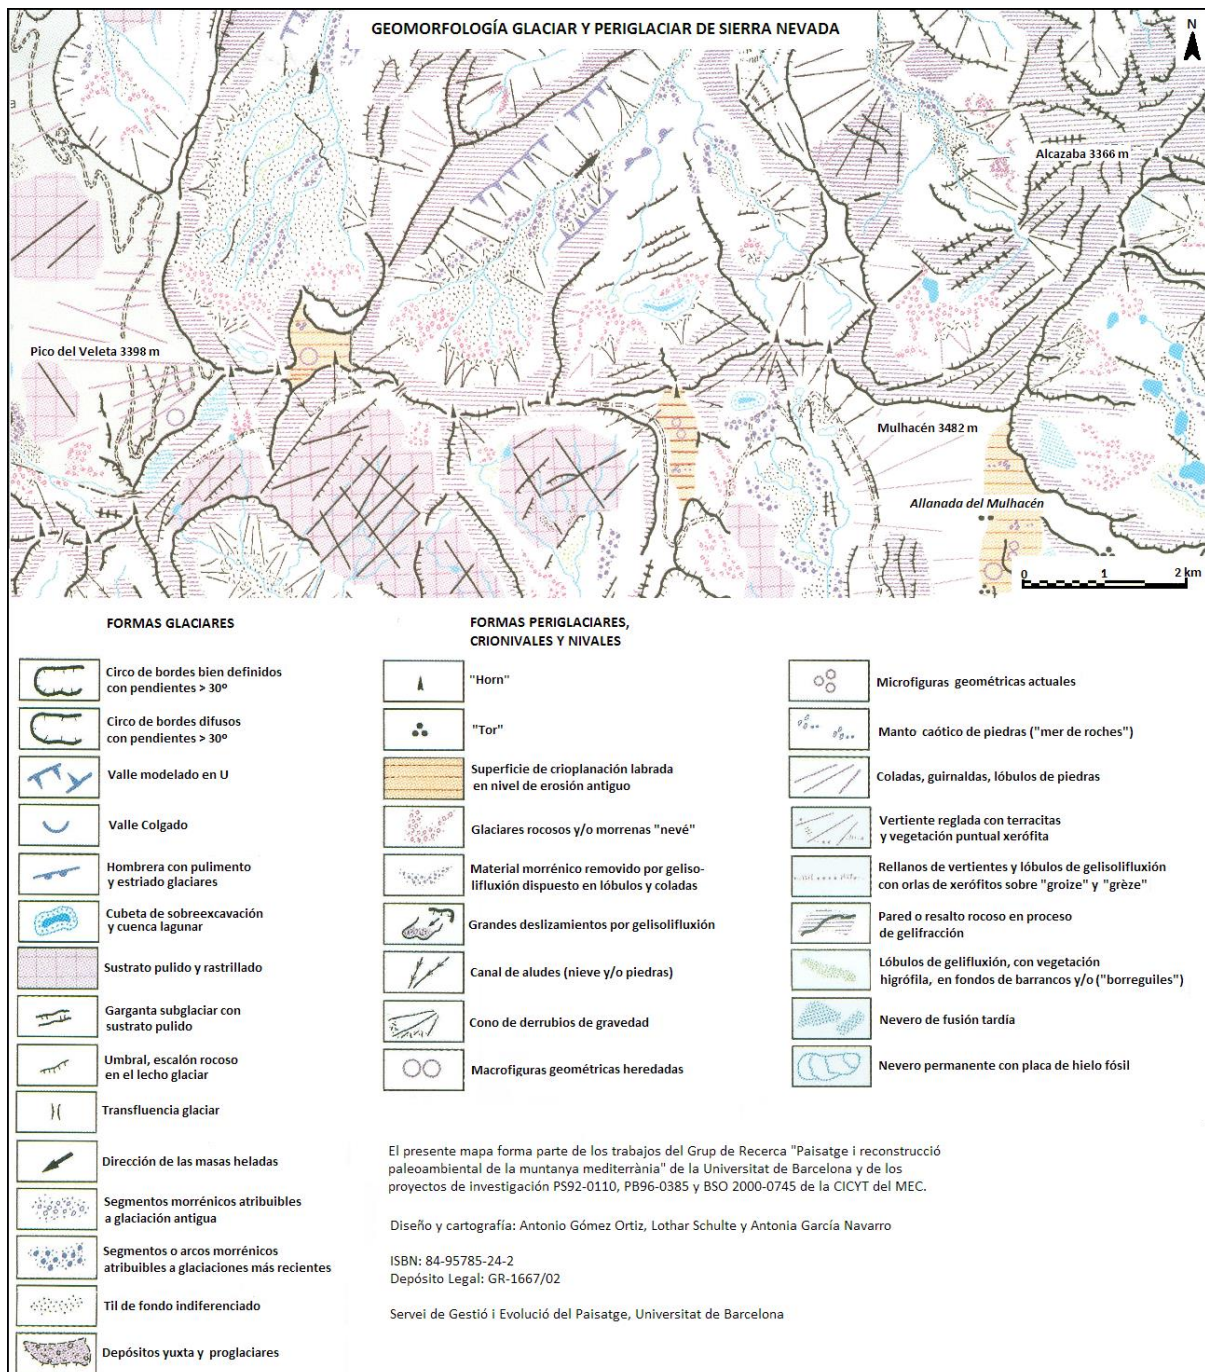 GEOMORFOLOGÍA GLACIAR Y PERIGLACIAR DE SIERRA NEVADA
N
Alcazaba 3366 m
Pico del Veleta 3398 m
Mulhacén 3482 m
Allanada del Mulhacén
0 1 2 km
FORMAS GLACIARES
Circo de bordes bien definidos
con pendientes > 30º
Circo de bordes difusos
con pendientes > 30º
Valle modelado en U
Valle Colgado
Hombrera con pulimento
y estriado glaciares
Cubeta de sobreexcavación
y cuenca lagunar
Sustrato pulido y rastrillado
Garganta subglaciar con
sustrato pulido
Umbral, escalón rocoso
en el lecho glaciar
Transfluencia glaciar
Dirección de las masas heladas
Segmentos morrénicos atribuibles
a glaciación antigua
Segmentos o arcos morrénicos
atribuibles a glaciaciones más recientes
Til de fondo indiferenciado
Depósitos yuxta y proglaciares
FORMAS PERIGLACIARES,
CRIONIVALES Y NIVALES
"Horn"
"Tor"
Superficie de crioplanación labrada
en nivel de erosión antiguo
Glaciares rocosos y/o morrenas "nevé"
Material morrénico removido por geliso-
lifluxión dispuesto en lóbulos y coladas
Grandes deslizamientos por gelisolifluxión
Canal de aludes (nieve y/o piedras)
Cono de derrubios de gravedad
Macrofiguras geométricas heredadas
Microfiguras geométricas actuales
Manto caótico de piedras ("mer de roches")
Coladas, guirnaldas, lóbulos de piedras
Vertiente reglada con terracitas
y vegetación puntual xerófita
Rellanos de vertientes y lóbulos de gelisolifluxión
con orlas de xerófitos sobre "groize" y "grèze"
Pared o resalto rocoso en proceso
de gelifracción
Lóbulos de gelifluxión, con vegetación
higrófila, en fondos de barrancos y/o ("borreguiles")
Nevero de fusión tardía
Nevero permanente con placa de hielo fósil
El presente mapa forma parte de los trabajos del Grup de Recerca "Paisatge i reconstrucció
paleoambiental de la muntanya mediterrània" de la Universitat de Barcelona y de los
proyectos de investigación PS92-0110, PB96-0385 y BSO 2000-0745 de la CICYT del MEC.
Diseño y cartografía: Antonio Gómez Ortiz, Lothar Schulte y Antonia García Navarro
ISBN: 84-95785-24-2
Depósito Legal: GR-1667/02
Servei de Gestió i Evolució del Paisatge, Universitat de Barcelona